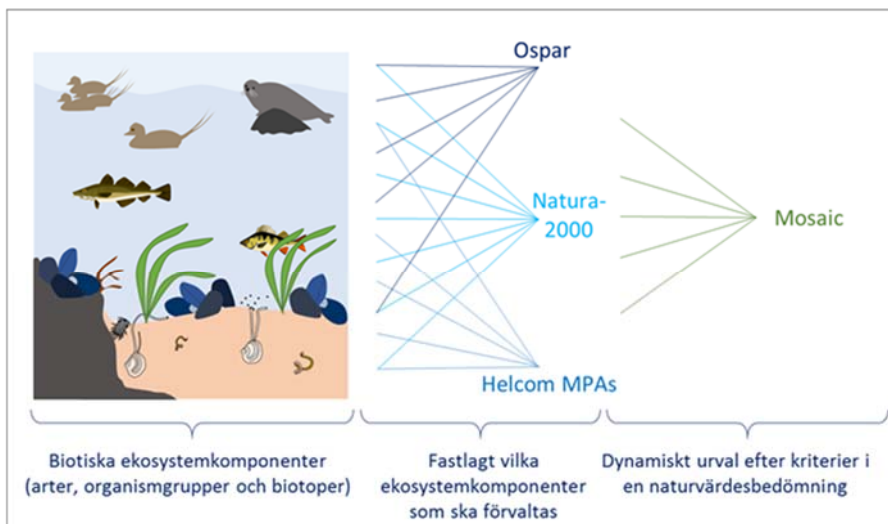 Ospar
Natura-
2000
Mosaic
Helcom MPAs
Biotiska ekosystemkomponenter
(arter, organismgrupper och biotoper)
Fastlagt vilka
ekosystemkomponenter
som ska förvaltas
Dynamiskt urval efter kriterier i
en naturvärdesbedömning